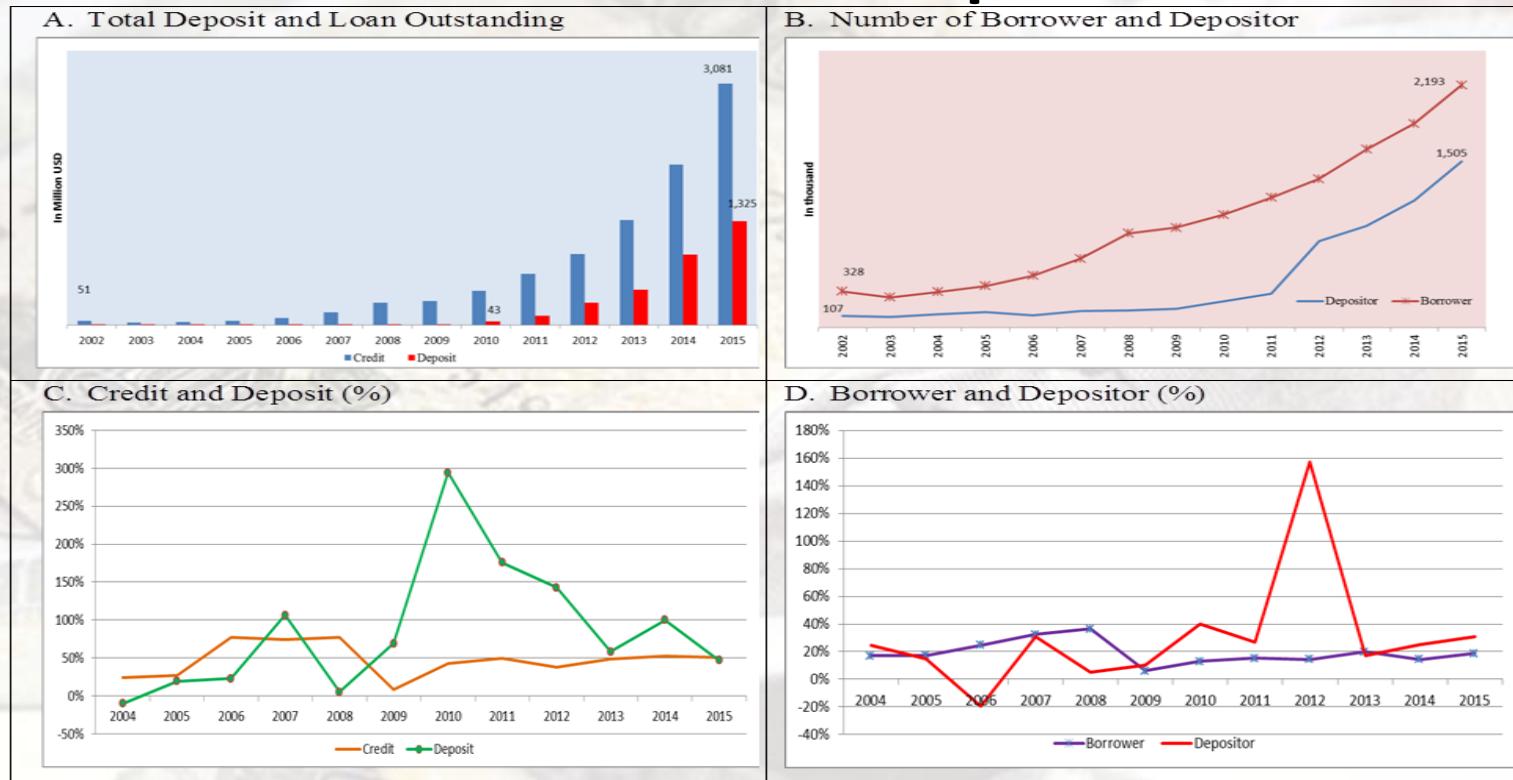 A. Total Deposit and Loan Outstanding
In Million USD
3,081
1,325
51
43
2002 2003 2004 2005 2006 2007 2008 2009 2010 2011 2012 2013 2014 2015
Credit Deposit
B. Number of Borrower and Depositor
In thousand
2,193
1,505
328
107
Depositor Borrower
2002 2003 2004 2005 2006 2007 2008 2009 2010 2011 2012 2013 2014 2015
C. Credit and Deposit (%)
350%
300%
250%
200%
150%
100%
50%
0%
-50%
2004 2005 2006 2007 2008 2009 2010 2011 2012 2013 2014 2015
Credit Deposit
D. Borrower and Depositor (%)
180%
160%
140%
120%
100%
80%
60%
40%
20%
0%
-20%
-40%
2004 2005 2006 2007 2008 2009 2010 2011 2012 2013 2014 2015
Borrower Depositor